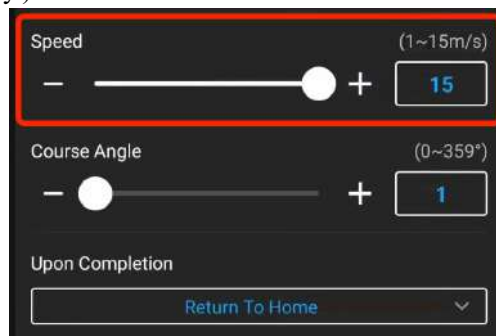 Speed (1~15m/s)
− + 15
Course Angle (0~359°)
− + 1
Upon Completion
Return To Home